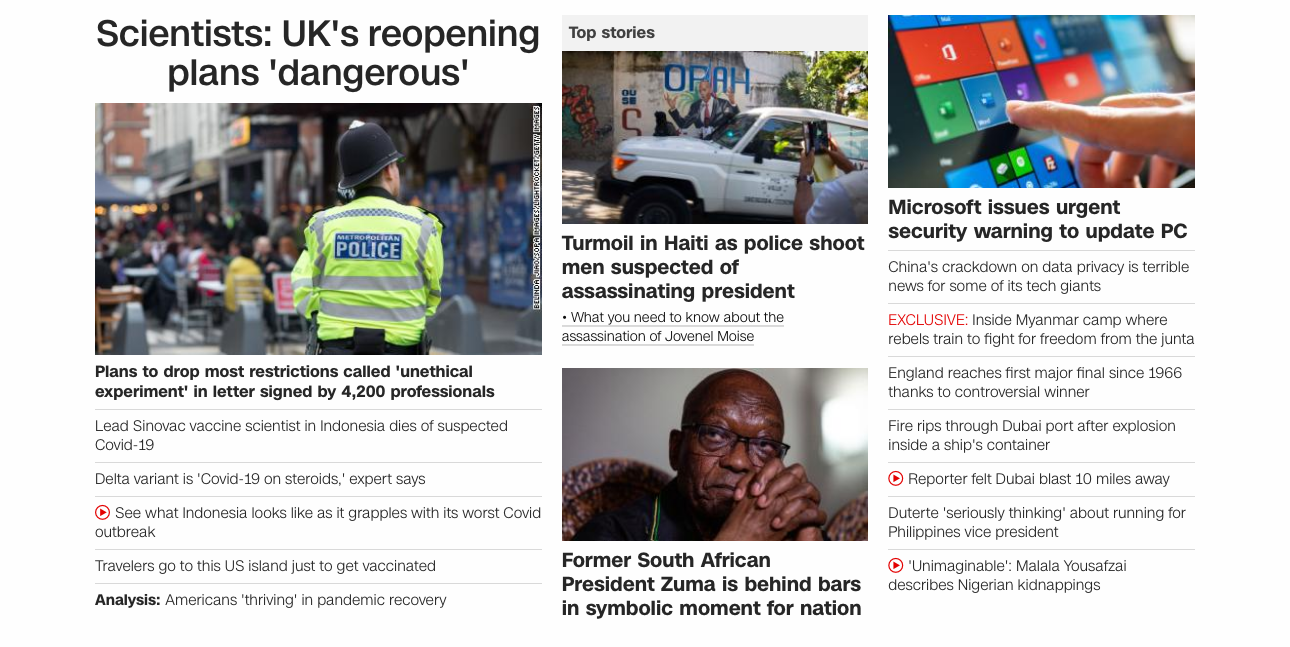 Scientists: UK's reopening
plans 'dangerous'
METROPOLITAN
POLICE
BELINDA JIAO/SOPA IMAGES/LIGHTROCKET/GETTY IMAGES
Plans to drop most restrictions called 'unethical
experiment' in letter signed by 4,200 professionals
Lead Sinovac vaccine scientist in Indonesia dies of suspected
Covid-19
Delta variant is 'Covid-19 on steroids,' expert says
See what Indonesia looks like as it grapples with its worst Covid
outbreak
Travelers go to this US island just to get vaccinated
Analysis: Americans 'thriving' in pandemic recovery
Top stories
OPAH
Turmoil in Haiti as police shoot
men suspected of
assassinating president
• What you need to know about the
assassination of Jovenel Moise
Former South African
President Zuma is behind bars
in symbolic moment for nation
Office
Word
Microsoft issues urgent
security warning to update PC
China's crackdown on data privacy is terrible
news for some of its tech giants
EXCLUSIVE: Inside Myanmar camp where
rebels train to fight for freedom from the junta
England reaches first major final since 1966
thanks to controversial winner
Fire rips through Dubai port after explosion
inside a ship's container
Reporter felt Dubai blast 10 miles away
Duterte 'seriously thinking' about running for
Philippines vice president
'Unimaginable': Malala Yousafzai
describes Nigerian kidnappings